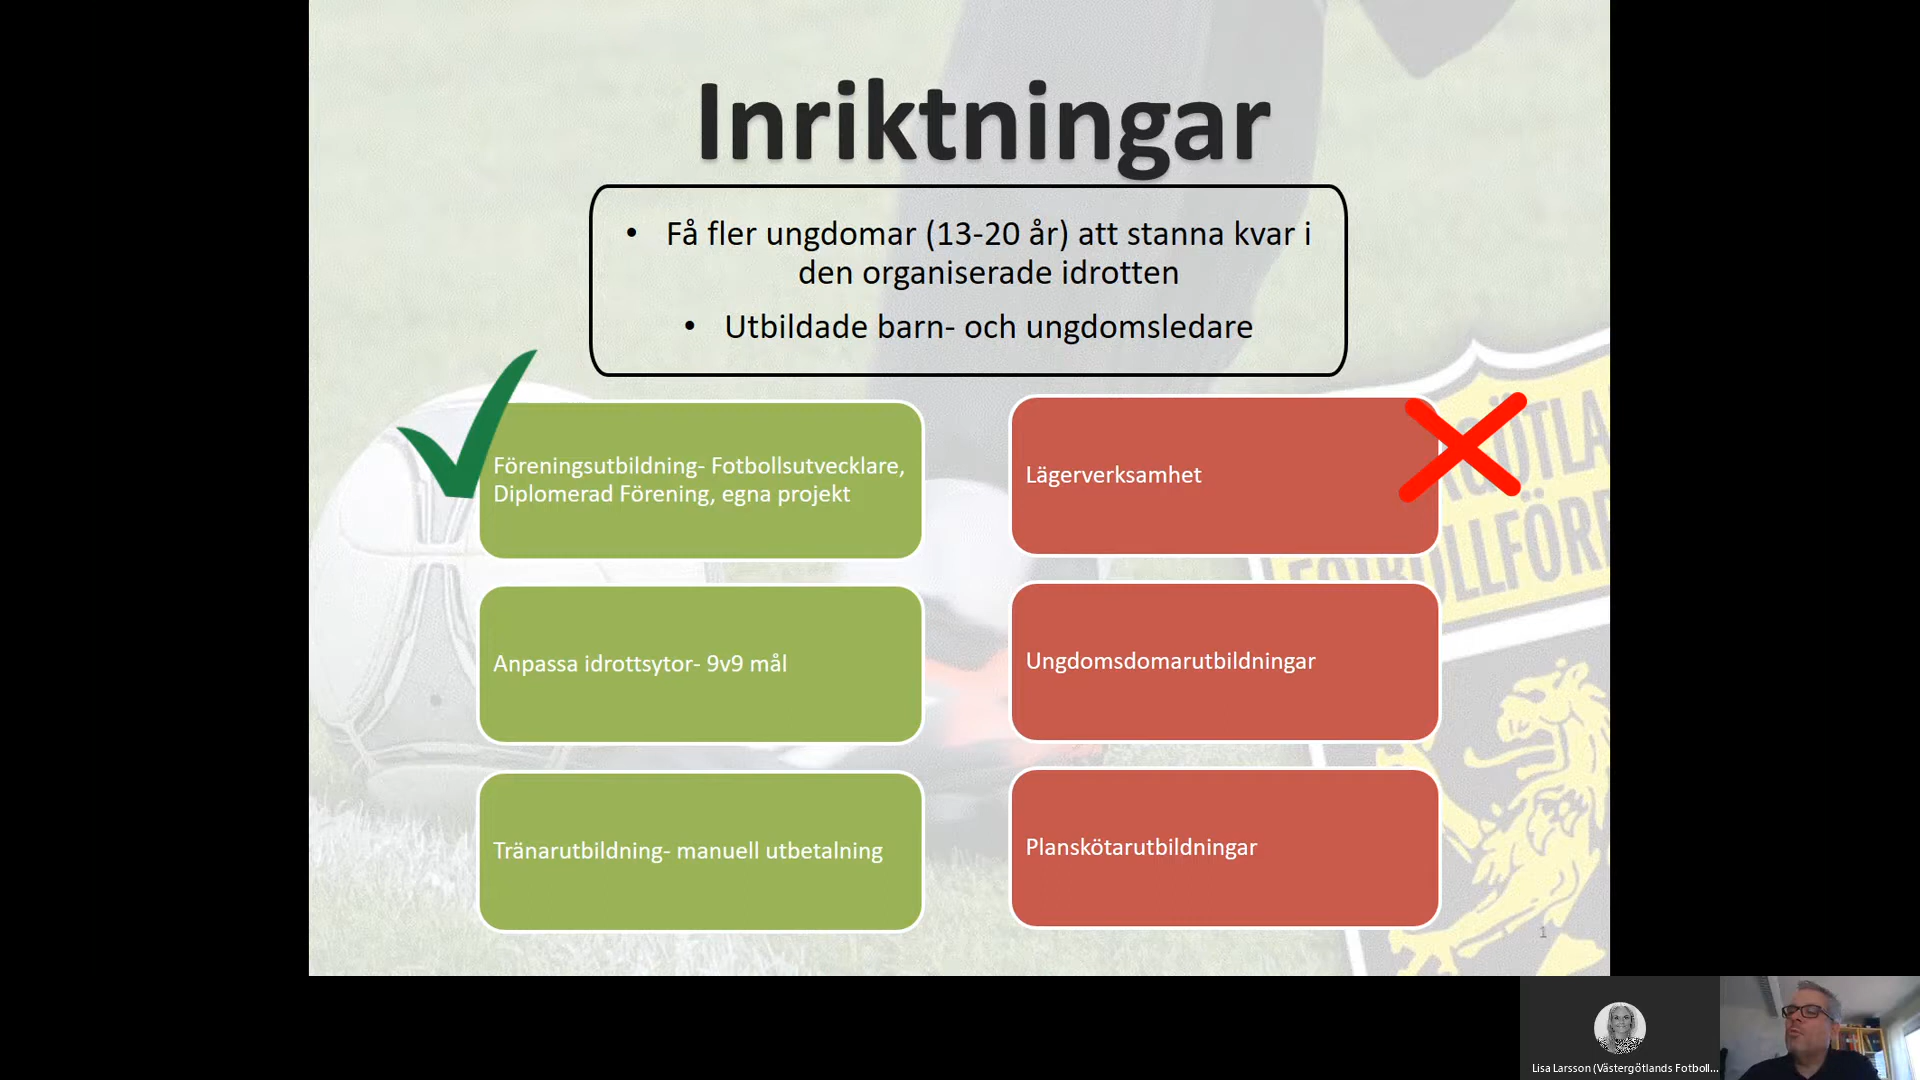 Inriktningar
• Få fler ungdomar (13-20 år) att stanna kvar i
den organiserade idrotten
• Utbildade barn- och ungdomsledare
Föreningsutbildning- Fotbollsutvecklare,
Diplomerad Förening, egna projekt
Lägerverksamhet
Anpassa idrottsytor- 9v9 mål
Ungdomsdomarutbildningar
Tränarutbildning- manuell utbetalning
Planskötarutbildningar
1
Lisa Larsson (Västergötlands Fotboll...